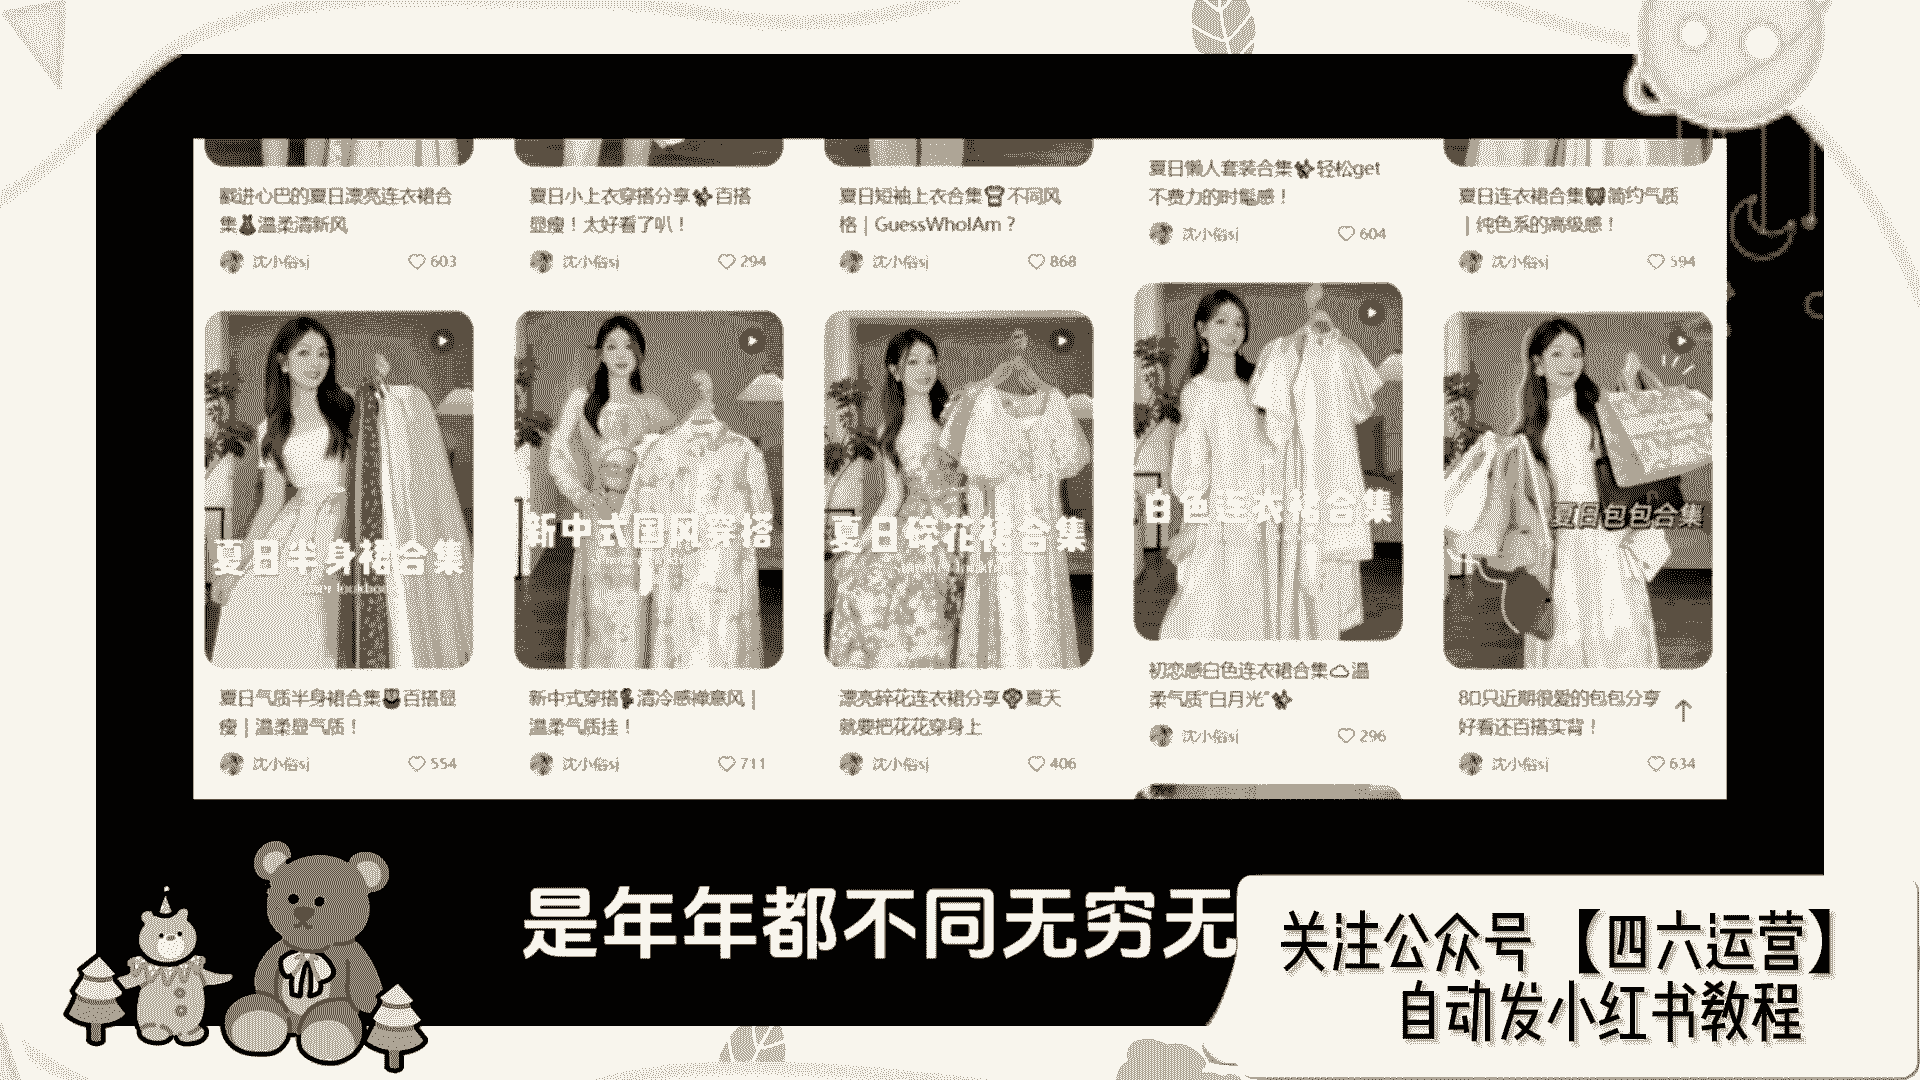 戳进心巴的夏日漂亮连衣裙合
集👗温柔清新风
沈小俗sj
603
夏日小上衣穿搭分享百搭
显瘦！太好看了叭！
沈小俗sj
294
夏日短袖上衣合集不同风
格 | GuessWhoIAm？
沈小俗sj
868
夏日懒人套装合集轻松get
不费力的时髦感！
沈小俗sj
604
夏日连衣裙合集简约气质
| 纯色系的高级感！
沈小俗sj
594
夏日半身裙合集
夏日气质半身裙合集百搭显
瘦 | 温柔显气质！
沈小俗sj
554
新中式国风穿搭
新中式穿搭清冷感禅意风 |
温柔气质挂！
沈小俗sj
711
夏日碎花裙合集
漂亮碎花连衣裙分享夏天
就要把花花穿身上
沈小俗sj
406
白色连衣裙合集
初恋感白色连衣裙合集☁温
柔气质“白月光”
沈小俗sj
296
夏日包包合集
80只近期很爱的包包分享
好看还百搭实背！
沈小俗sj
634
是年年都不同无穷无
关注公众号【四六运营】
自动发小红书教程